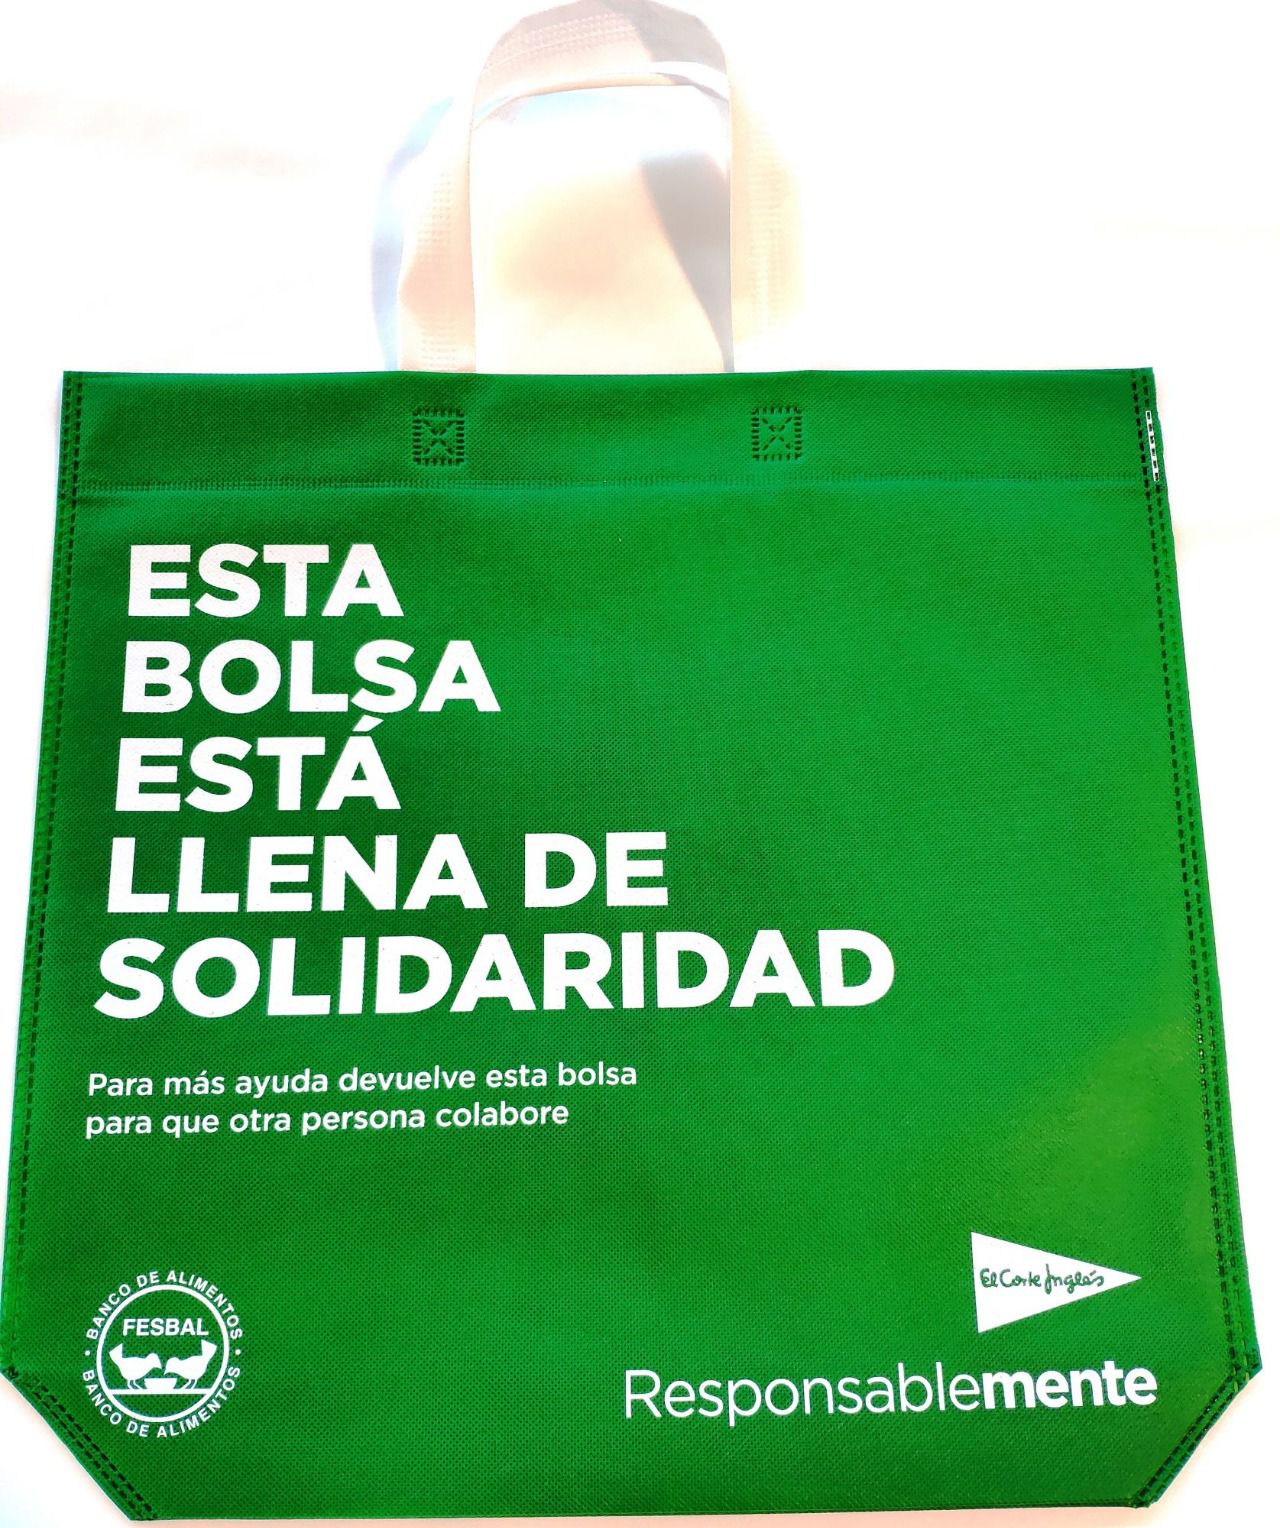 ESTA
BOLSA
ESTÁ
LLENA DE
SOLIDARIDAD
Para más ayuda devuelve esta bolsa
para que otra persona colabore
El Corte Inglés
BANCO DE ALIMENTOS
FESBAL
BANCO DE ALIMENTOS
Responsablemente